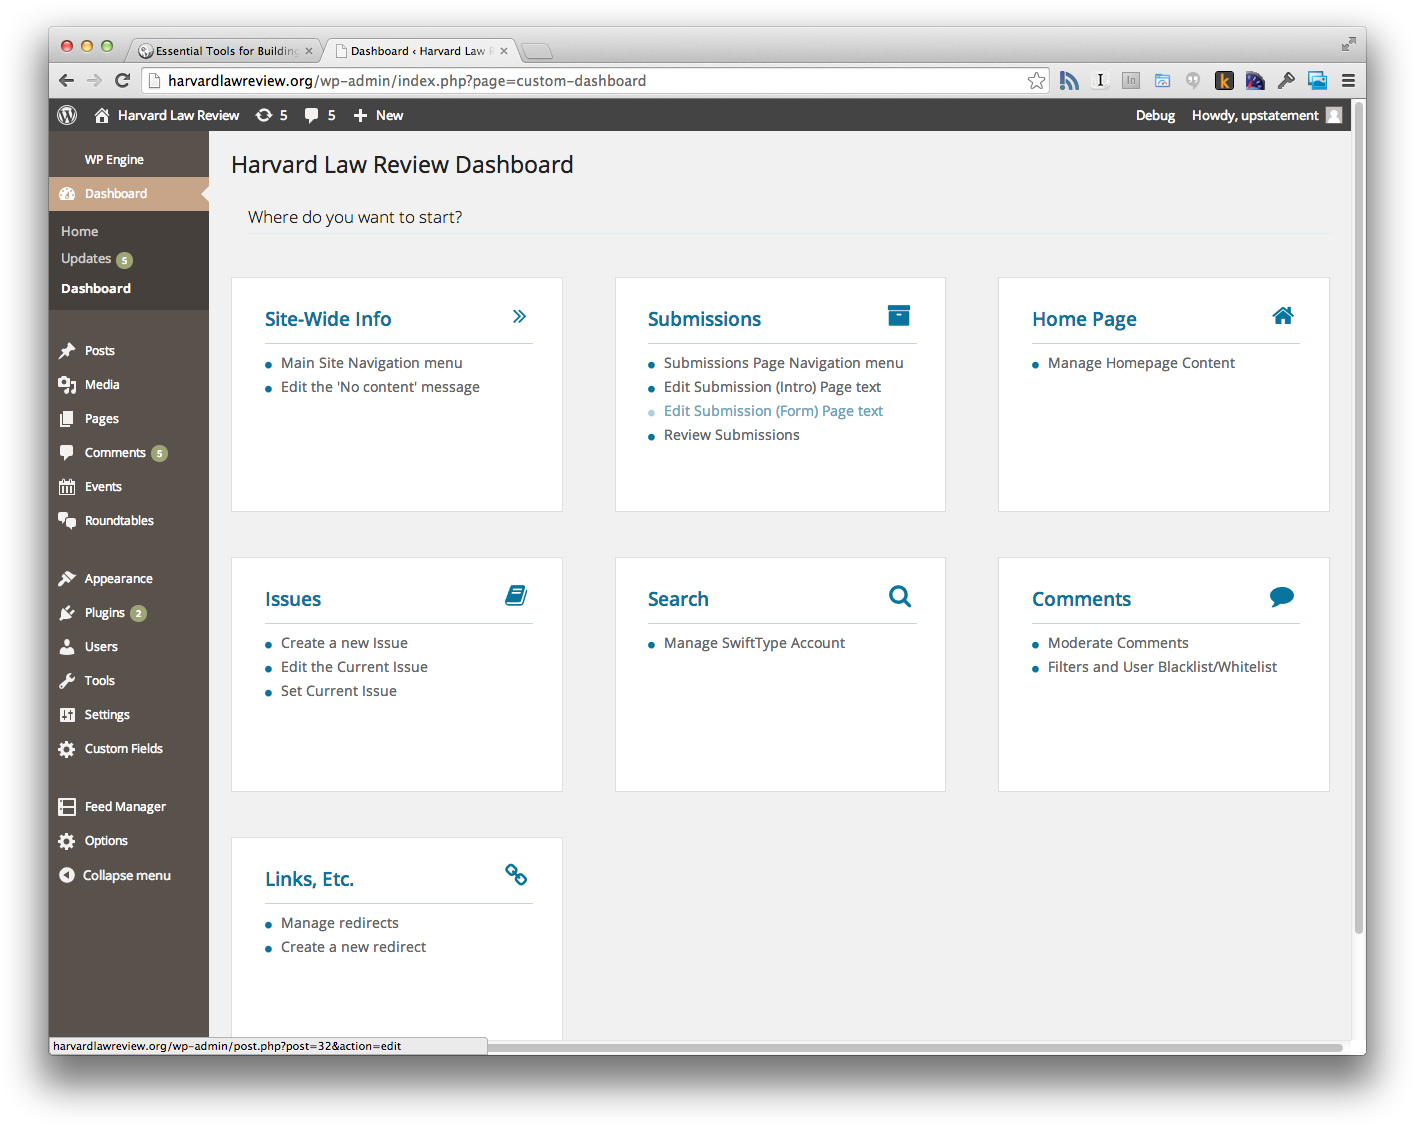 Essential Tools for Building
Dashboard ‹ Harvard Law R
harvardlawreview.org/wp-admin/index.php?page=custom-dashboard
Harvard Law Review 5 5 New Debug Howdy, upstatement
WP Engine
Dashboard
Home
Updates 5
Dashboard
Posts
Media
Pages
Comments 5
Events
Roundtables
Appearance
Plugins 2
Users
Tools
Settings
Custom Fields
Feed Manager
Options
Collapse menu
Harvard Law Review Dashboard
Where do you want to start?
Site-Wide Info
Main Site Navigation menu
Edit the 'No content' message
Submissions
Submissions Page Navigation menu
Edit Submission (Intro) Page text
Edit Submission (Form) Page text
Review Submissions
Home Page
Manage Homepage Content
Issues
Create a new Issue
Edit the Current Issue
Set Current Issue
Search
Manage SwiftType Account
Comments
Moderate Comments
Filters and User Blacklist/Whitelist
Links, Etc.
Manage redirects
Create a new redirect
harvardlawreview.org/wp-admin/post.php?post=32&action=edit